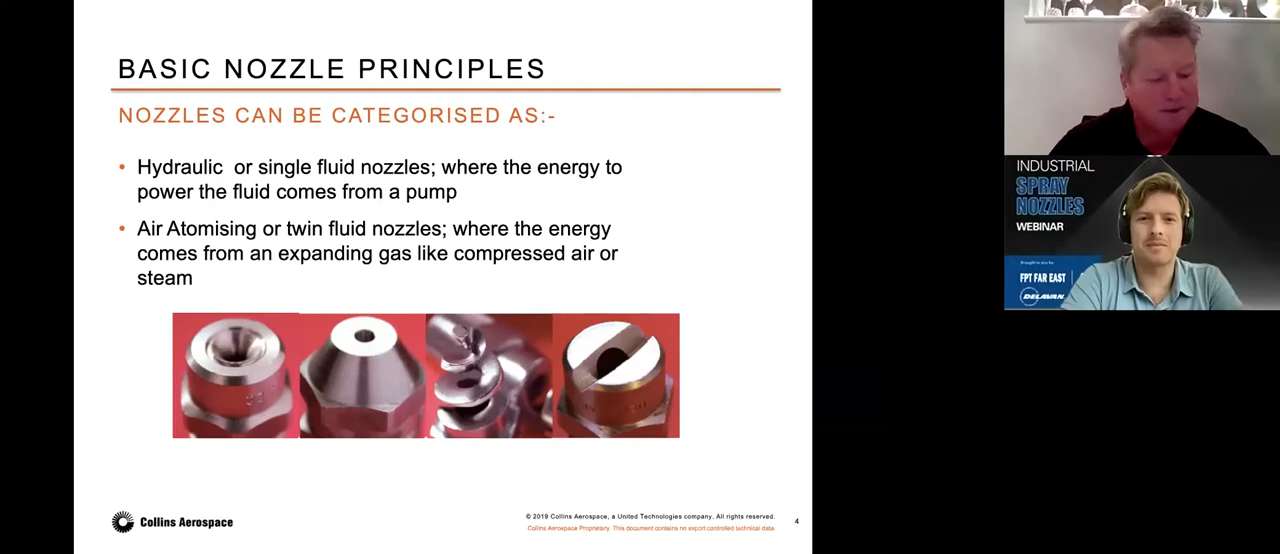 BASIC NOZZLE PRINCIPLES
NOZZLES CAN BE CATEGORISED AS:-
• Hydraulic or single fluid nozzles; where the energy to
power the fluid comes from a pump
• Air Atomising or twin fluid nozzles; where the energy
comes from an expanding gas like compressed air or
steam
Collins Aerospace
© 2019 Collins Aerospace, a United Technologies company. All rights reserved.
Collins Aerospace Proprietary. This document contains no export controlled technical data.
4
INDUSTRIAL
SPRAY
NOZZLES
WEBINAR
Brought to you by:
FPT FAR EAST
DELAVAN